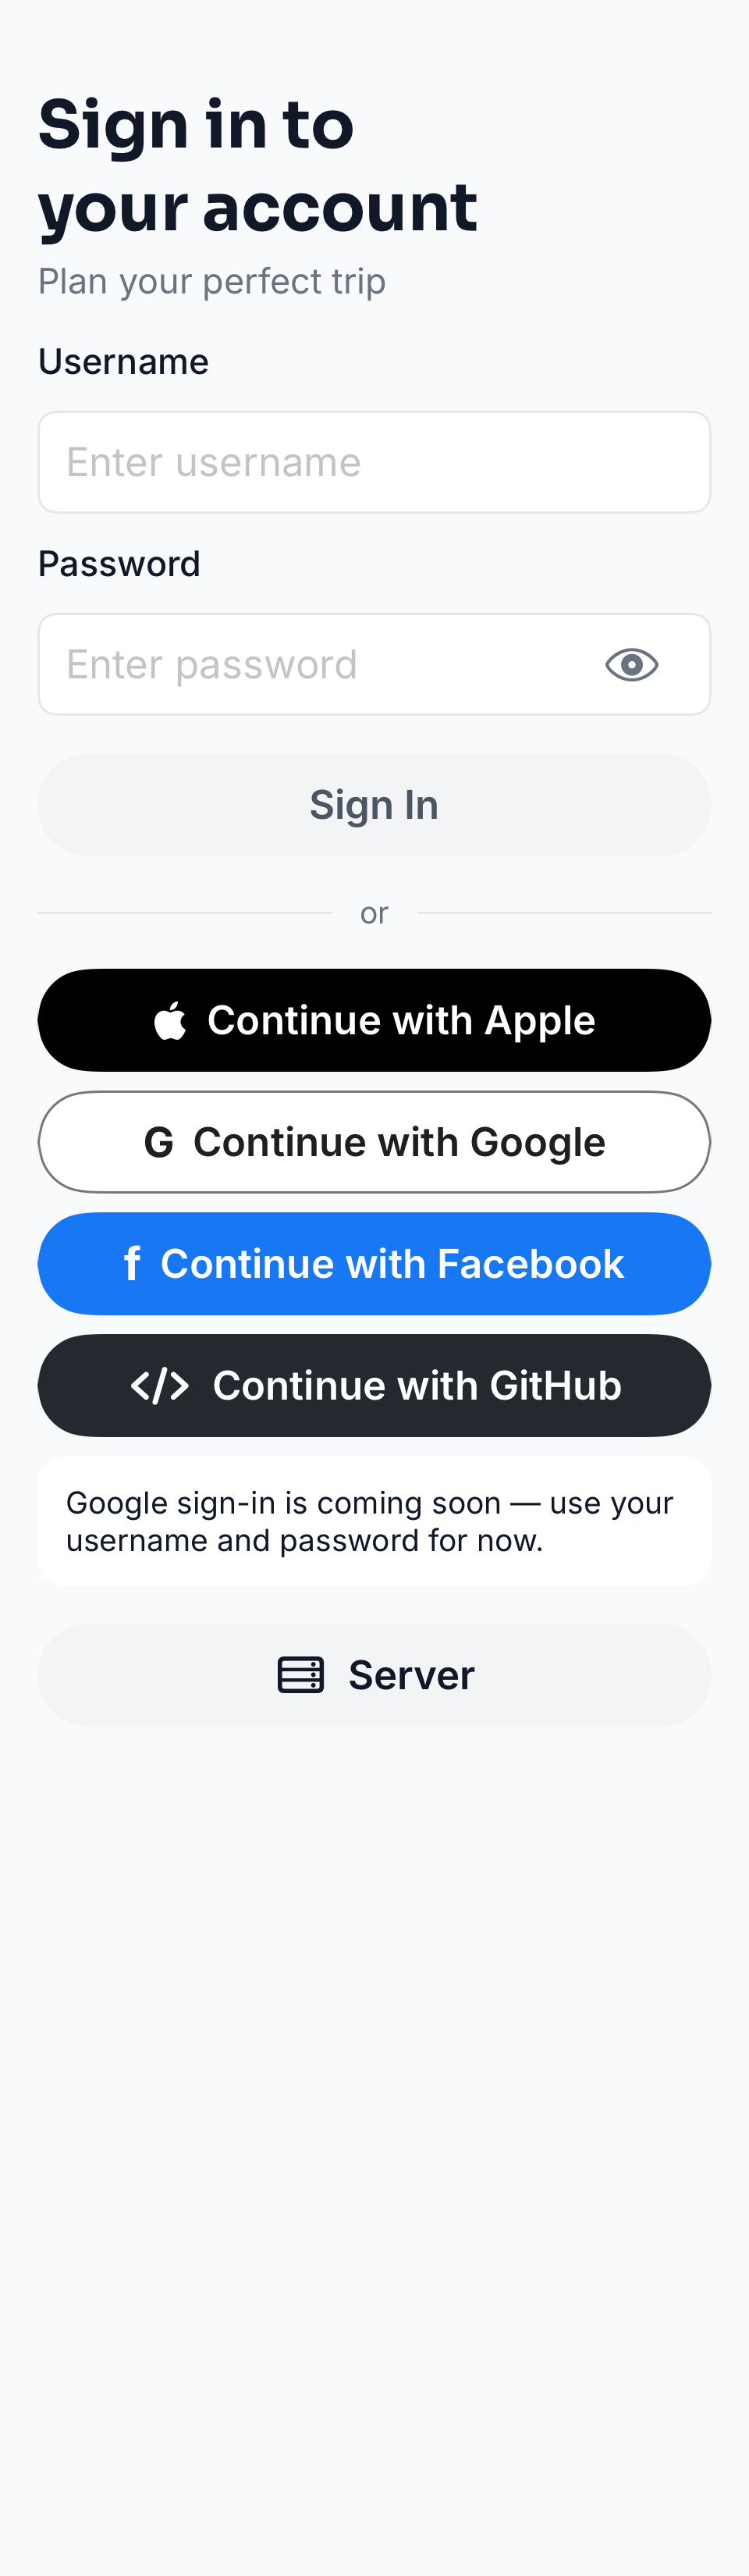 Sign in to
your account
Plan your perfect trip
Username
Enter username
Password
Enter password
Sign In
or
Continue with Apple
G Continue with Google
f Continue with Facebook
</> Continue with GitHub
Google sign-in is coming soon — use your
username and password for now.
Server